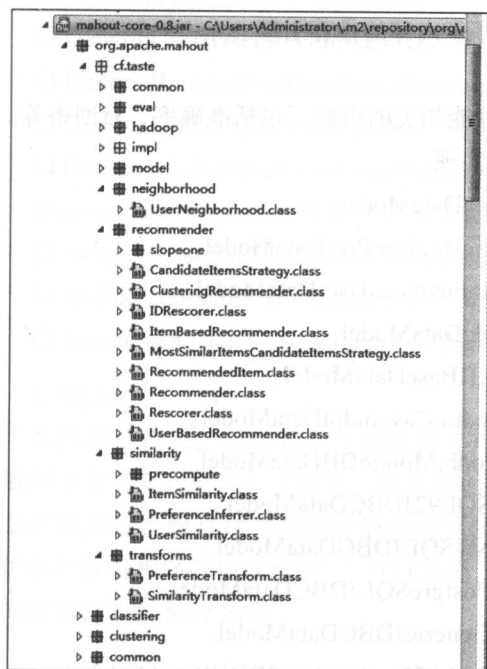 mahout-core-0.8.jar - C:\Users\Administrator\.m2\repository\org\a
org.apache.mahout
cf.taste
common
eval
hadoop
impl
model
neighborhood
UserNeighborhood.class
recommender
slopeone
CandidateItemsStrategy.class
ClusteringRecommender.class
IDRescorer.class
ItemBasedRecommender.class
MostSimilarItemsCandidateItemsStrategy.class
RecommendedItem.class
Recommender.class
Rescorer.class
UserBasedRecommender.class
similarity
precompute
ItemSimilarity.class
PreferenceInferrer.class
UserSimilarity.class
transforms
PreferenceTransform.class
SimilarityTransform.class
classifier
clustering
common